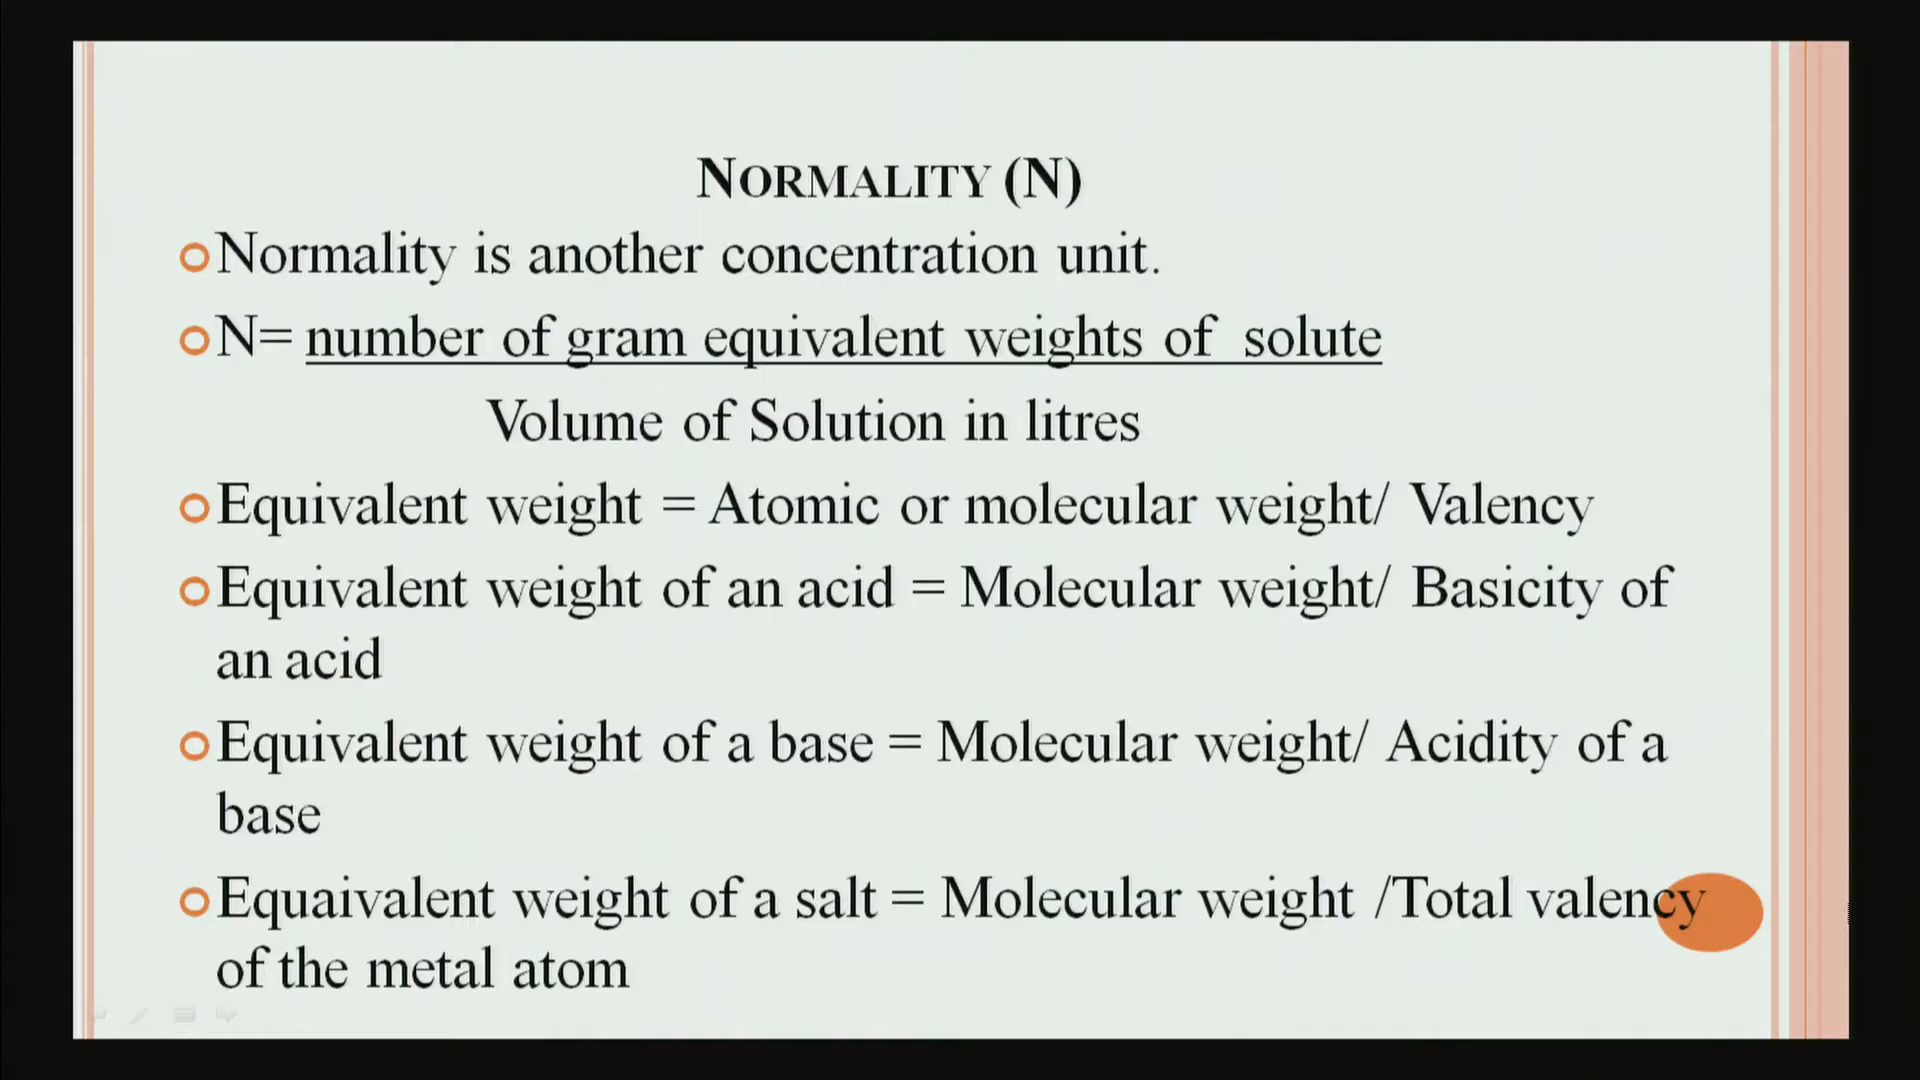 NORMALITY (N)
Normality is another concentration unit.
N= number of gram equivalent weights of solute
Volume of Solution in litres
Equivalent weight = Atomic or molecular weight/ Valency
Equivalent weight of an acid = Molecular weight/ Basicity of
an acid
Equivalent weight of a base = Molecular weight/ Acidity of a
base
Equaivalent weight of a salt = Molecular weight /Total valency
of the metal atom